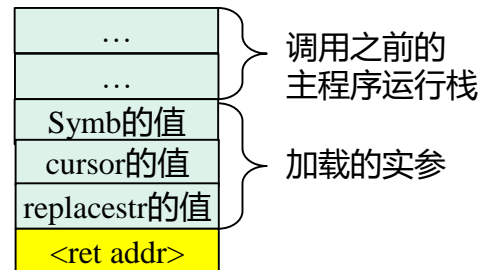 …
…
调用之前的
主程序运行栈
Symb的值
cursor的值
replacestr的值
加载的实参
<ret addr>